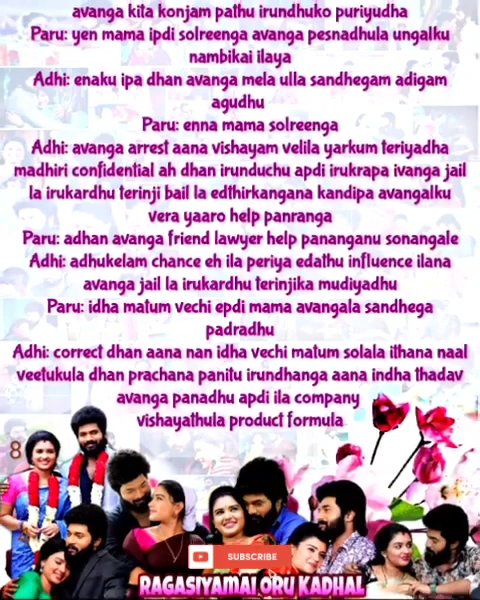 avanga kita konjam pathu irundhuko puriyudha
Paru: yen mama ipdi solreenga avanga pesnadhula ungalku
nambikai ilaya
Adhi: enaku ipa dhan avanga mela ulla sandhegam adigam
agudhu
Paru: enna mama solreenga
Adhi: avanga arrest aana vishayam velila yarkum teriyadha
madhiri confidential ah dhan irunduchu apdi irukrapa ivanga jail
la irukardhu terinji bail la edthirkangana kandipa avangalku
vera yaaro help panranga
Paru: adhan avanga friend lawyer help pananganu sonangale
Adhi: adhukelam chance eh ila periya edathu influence ilana
avanga jail la irukardhu terinjika mudiyadhu
Paru: idha matum vechi epdi mama avangala sandhega
padradhu
Adhi: correct dhan aana nan idha vechi matum solala ithana naal
veetukula dhan prachana panitu irundhanga aana indha thadav
avanga panadhu apdi ila company
vishayathula product formula
8
SUBSCRIBE
RAGASIYAMAI ORU KADHAL